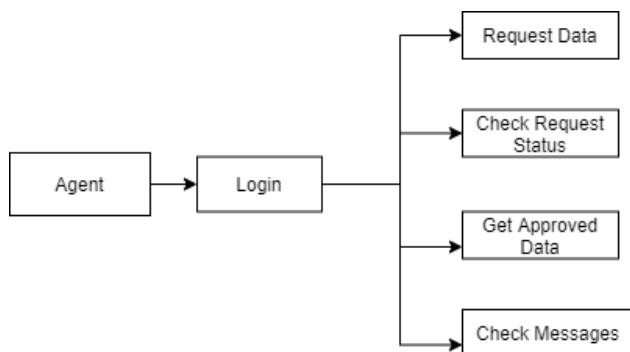 Agent
Login
Request Data
Check Request
Status
Get Approved
Data
Check Messages